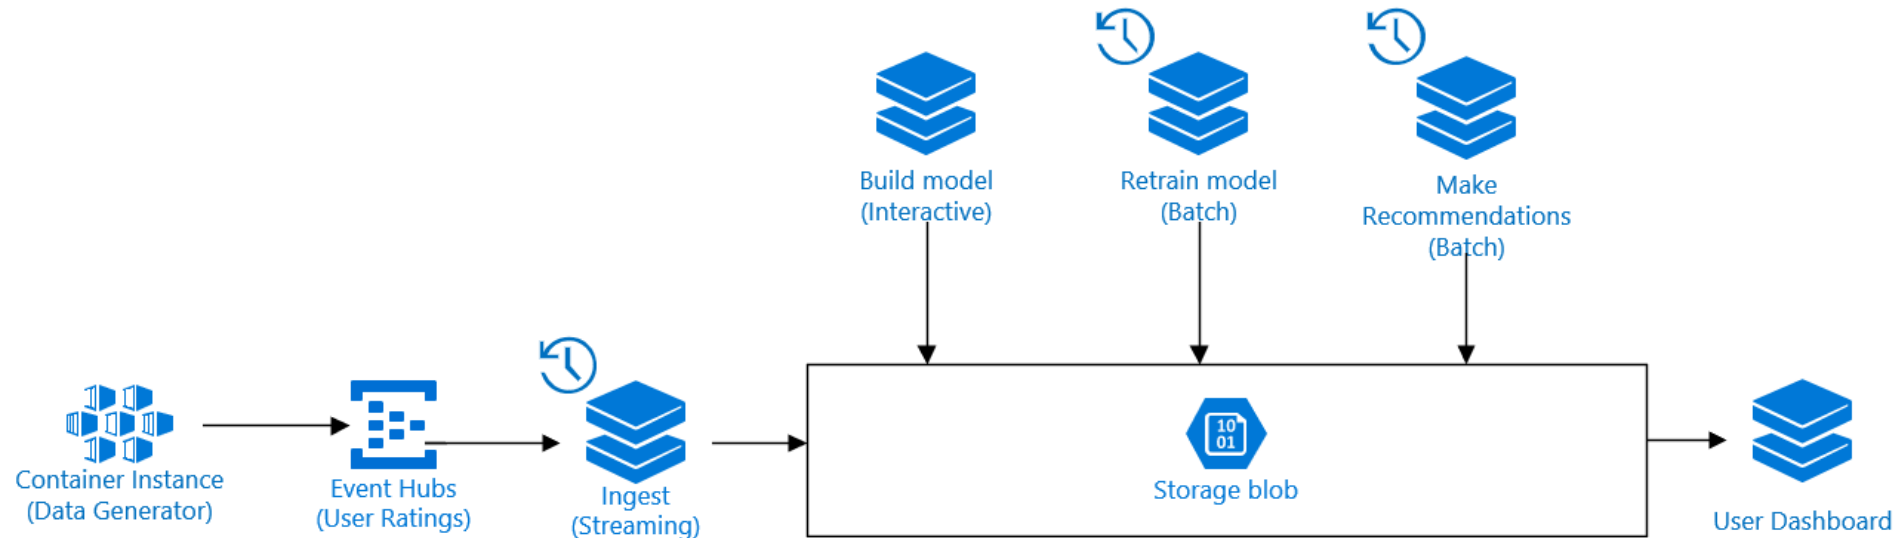 Build model
(Interactive)
Retrain model
(Batch)
Make
Recommendations
(Batch)
Container Instance
(Data Generator)
Event Hubs
(User Ratings)
Ingest
(Streaming)
10
01
Storage blob
User Dashboard